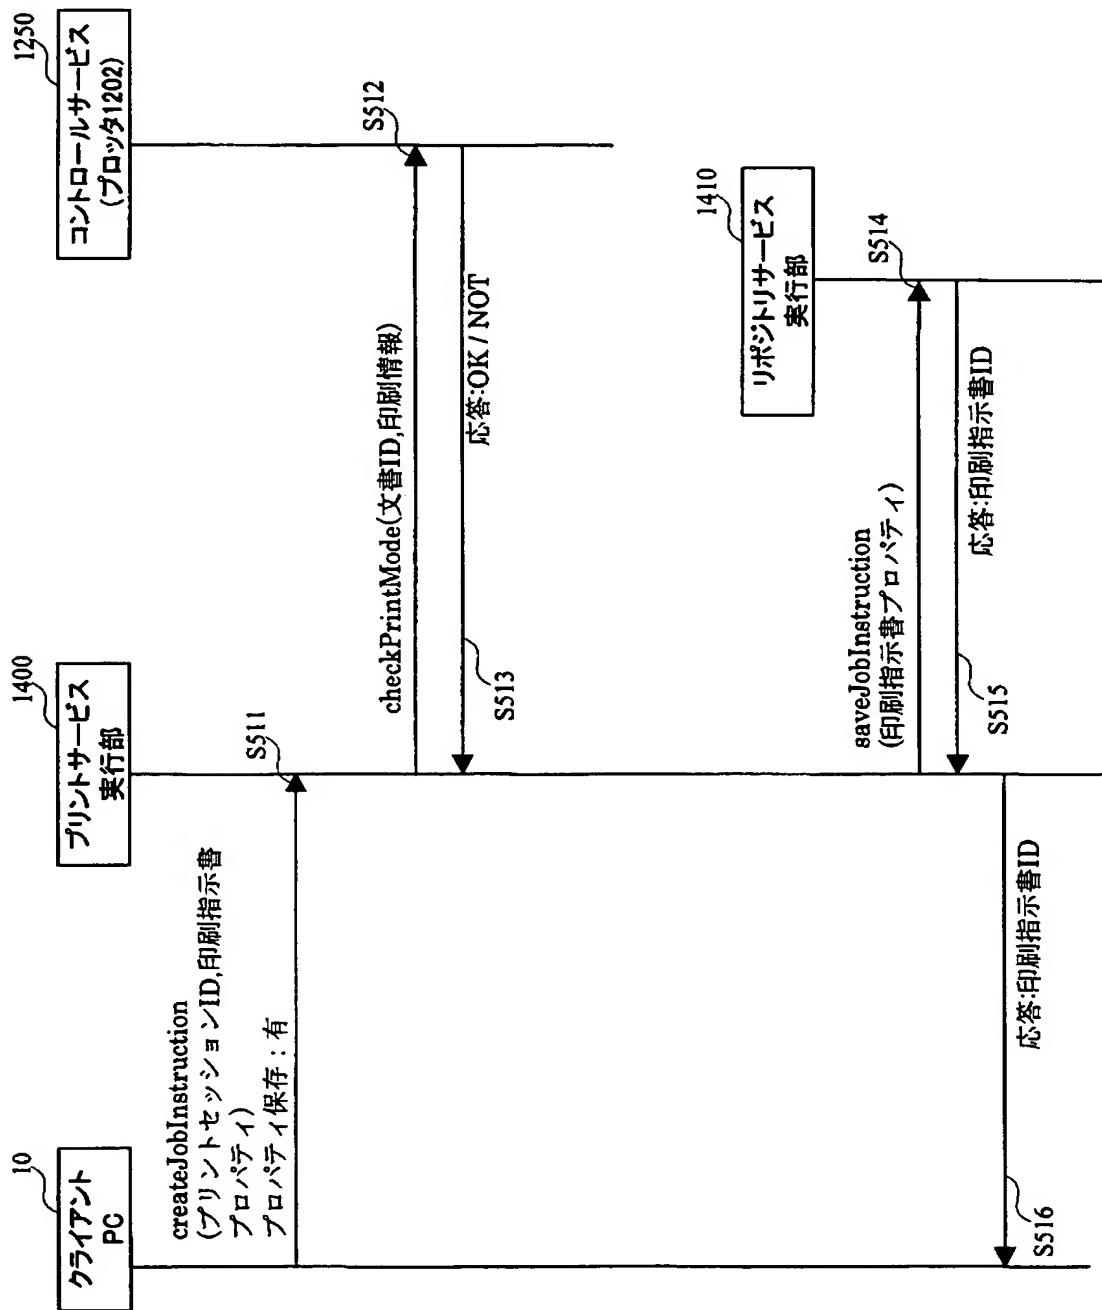 10
クライアント
PC
1400
プリントサービス
実行部
1410
リポジトリサービス
実行部
1250
コントロールサービス
(プロッタ1202)
createJobInstruction
(プリントセッションID,印刷指示書
プロパティ)
プロパティ保存:有
S511
checkPrintMode(文書ID,印刷情報)
S512
応答:OK / NOT
S513
saveJobInstruction
(印刷指示書プロパティ)
S514
応答:印刷指示書ID
S515
応答:印刷指示書ID
S516